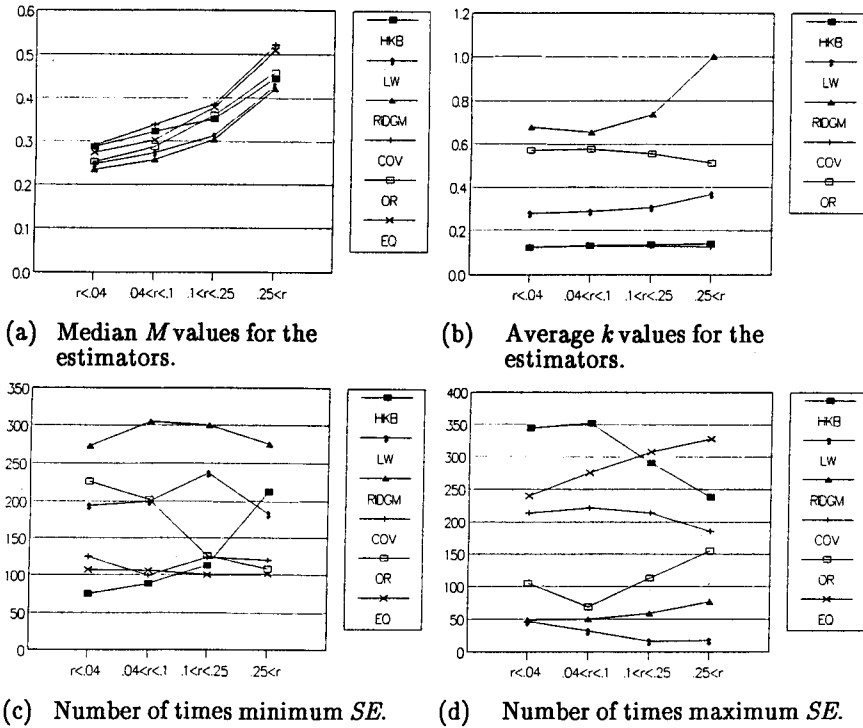 0.6
0.5
0.4
0.3
0.2
0.1
0.0
r<.04 .04<r<.1 .1<r<.25 .25<r
HKB
LW
RIDGM
COV
OR
EQ
(a) Median M values for the
estimators.
1.2
1.0
0.8
0.6
0.4
0.2
0.0
r<.04 .04<r<.1 .1<r<.25 .25<r
HKB
LW
RIDGM
COV
OR
(b) Average k values for the
estimators.
350
300
250
200
150
100
50
0
r<.04 .04<r<.1 .1<r<.25 .25<r
HKB
LW
RIDGM
COV
OR
EQ
(c) Number of times minimum SE.
400
350
300
250
200
150
100
50
0
r<.04 .04<r<.1 .1<r<.25 .25<r
HKB
LW
RIDGM
COV
OR
EQ
(d) Number of times maximum SE.